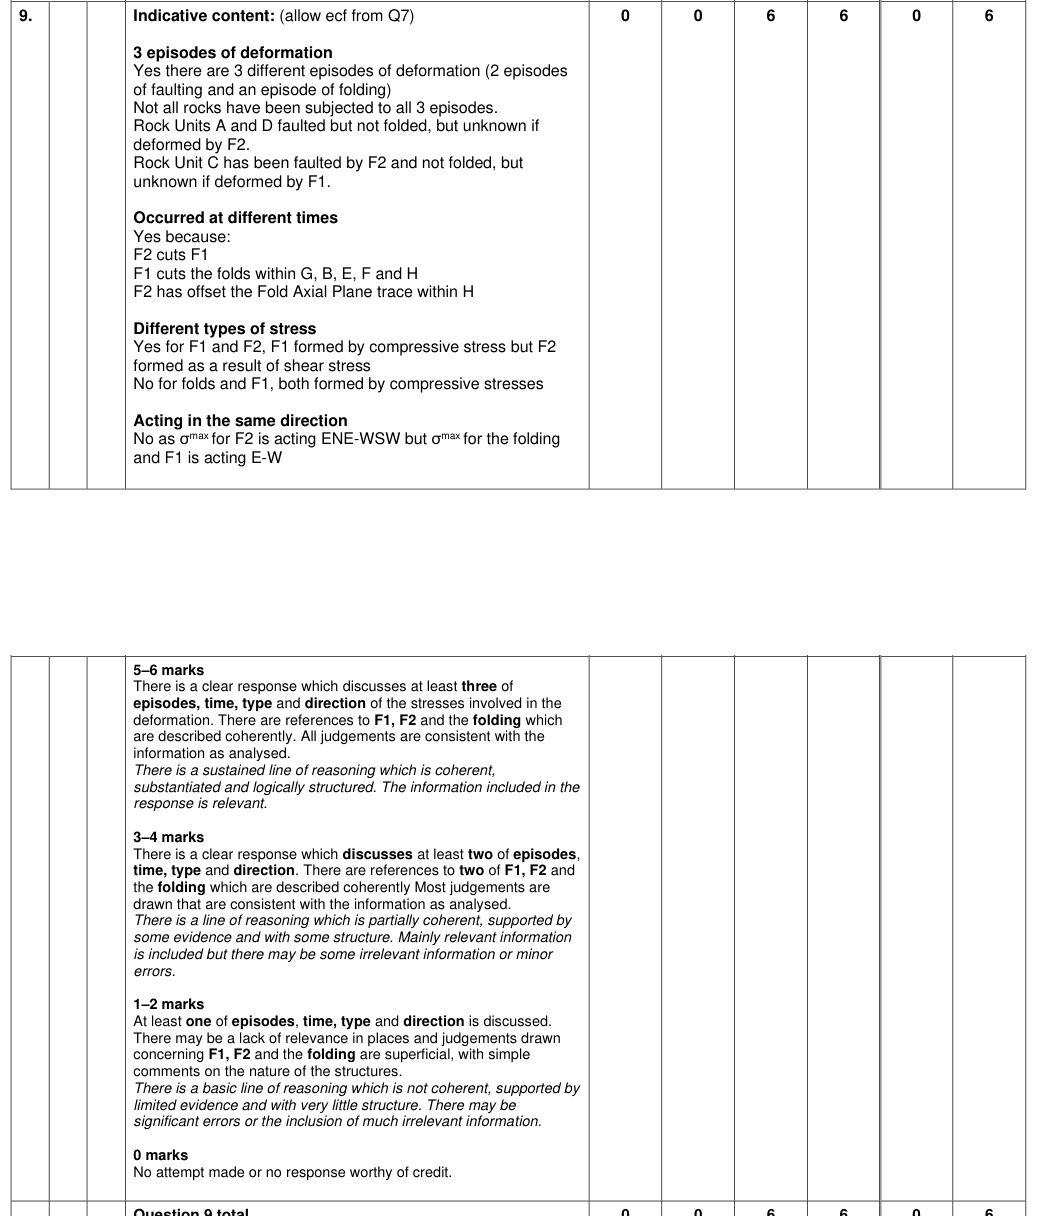 9. Indicative content: (allow ecf from Q7) 0 0 6 6 0 6
3 episodes of deformation
Yes there are 3 different episodes of deformation (2 episodes
of faulting and an episode of folding)
Not all rocks have been subjected to all 3 episodes.
Rock Units A and D faulted but not folded, but unknown if
deformed by F2.
Rock Unit C has been faulted by F2 and not folded, but
unknown if deformed by F1.
Occurred at different times
Yes because:
F2 cuts F1
F1 cuts the folds within G, B, E, F and H
F2 has offset the Fold Axial Plane trace within H
Different types of stress
Yes for F1 and F2, F1 formed by compressive stress but F2
formed as a result of shear stress
No for folds and F1, both formed by compressive stresses
Acting in the same direction
No as σmax for F2 is acting ENE-WSW but σmax for the folding
and F1 is acting E-W
5–6 marks
There is a clear response which discusses at least three of
episodes, time, type and direction of the stresses involved in the
deformation. There are references to F1, F2 and the folding which
are described coherently. All judgements are consistent with the
information as analysed.
There is a sustained line of reasoning which is coherent,
substantiated and logically structured. The information included in the
response is relevant.
3–4 marks
There is a clear response which discusses at least two of episodes,
time, type and direction. There are references to two of F1, F2 and
the folding which are described coherently Most judgements are
drawn that are consistent with the information as analysed.
There is a line of reasoning which is partially coherent, supported by
some evidence and with some structure. Mainly relevant information
is included but there may be some irrelevant information or minor
errors.
1–2 marks
At least one of episodes, time, type and direction is discussed.
There may be a lack of relevance in places and judgements drawn
concerning F1, F2 and the folding are superficial, with simple
comments on the nature of the structures.
There is a basic line of reasoning which is not coherent, supported by
limited evidence and with very little structure. There may be
significant errors or the inclusion of much irrelevant information.
0 marks
No attempt made or no response worthy of credit.
Question 9 total 0 0 6 6 0 6